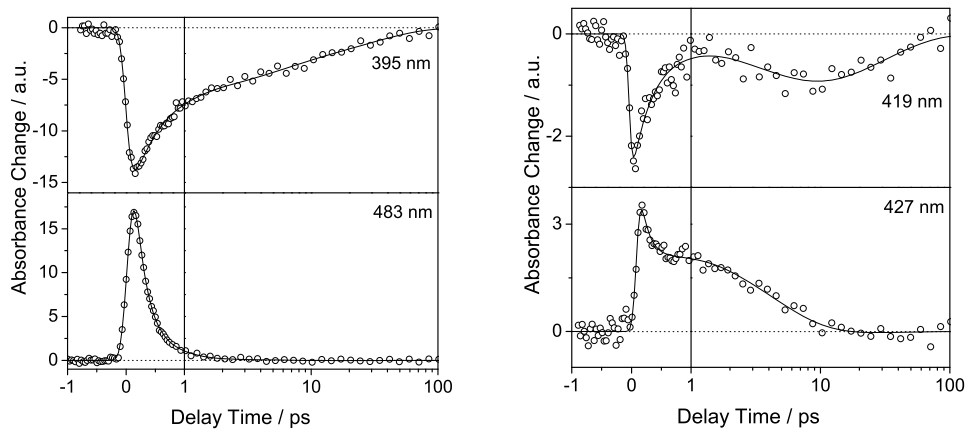 0
-5
-10
-15
395 nm
15
10
5
0
483 nm
-1 0 1 10 100
Delay Time / ps
Absorbance Change / a.u.
0
-2
419 nm
3
0
427 nm
-1 0 1 10 100
Delay Time / ps
Absorbance Change / a.u.